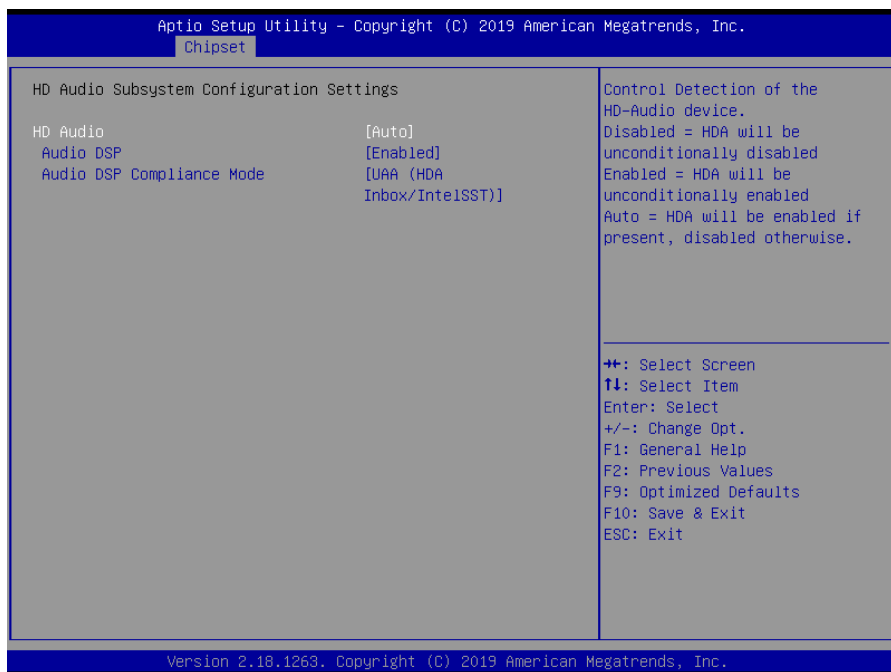 Aptio Setup Utility – Copyright (C) 2019 American Megatrends, Inc.
Chipset
HD Audio Subsystem Configuration Settings
HD Audio [Auto]
Audio DSP [Enabled]
Audio DSP Compliance Mode [UAA (HDA
Inbox/IntelSST)]
Control Detection of the
HD-Audio device.
Disabled = HDA will be
unconditionally disabled
Enabled = HDA will be
unconditionally enabled
Auto = HDA will be enabled if
present, disabled otherwise.
→←: Select Screen
↑↓: Select Item
Enter: Select
+/-: Change Opt.
F1: General Help
F2: Previous Values
F9: Optimized Defaults
F10: Save & Exit
ESC: Exit
Version 2.18.1263. Copyright (C) 2019 American Megatrends, Inc.